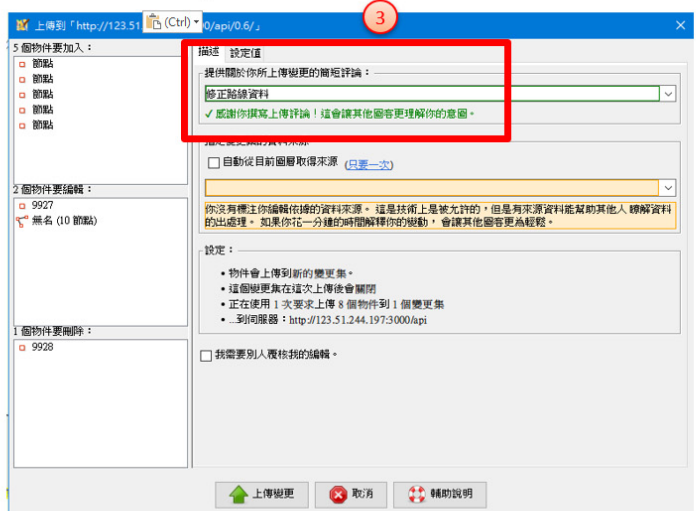 上傳到「http://123.51
(Ctrl)
0/api/0.6/」
3
5 個物件要加入：
節點
節點
節點
節點
節點
2 個物件要編輯：
9927
無名 (10 節點)
1 個物件要刪除：
9928
描述 設定值
提供關於你所上傳變更的簡短評論：
修正路線資料
✓ 感謝你撰寫上傳評論！這會讓其他圖客更理解你的意圖。
自動從目前圖層取得來源 (只要一次)
你沒有標注你編輯依據的資料來源。 這是技術上是被允許的，但是有來源資料能幫助其他人 瞭解資料
的出處理。 如果你花一分鐘的時間解釋你的變動， 會讓其他圖客更為輕鬆。
設定：
• 物件會上傳到新的變更集。
• 這個變更集在這次上傳後會關閉
• 正在使用 1 次要求上傳 8 個物件到 1 個變更集
• ...到伺服器：http://123.51.244.197:3000/api
我需要別人覆核我的編輯。
上傳變更 取消 輔助說明